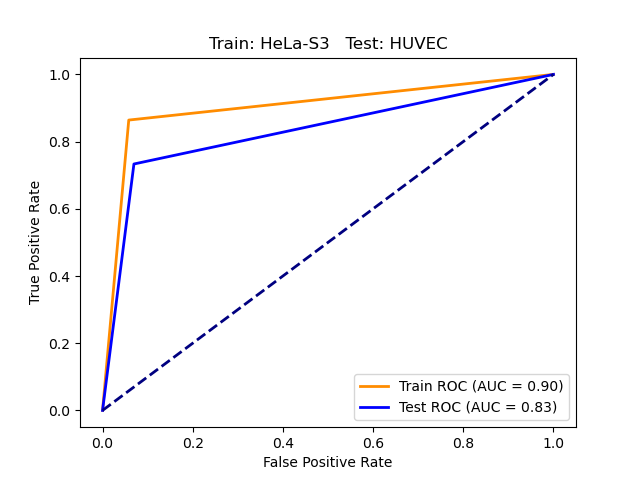 Train: HeLa-S3   Test: HUVEC
1.0
0.8
0.6
0.4
0.2
0.0
True Positive Rate
0.0 0.2 0.4 0.6 0.8 1.0
False Positive Rate
Train ROC (AUC = 0.90)
Test ROC (AUC = 0.83)